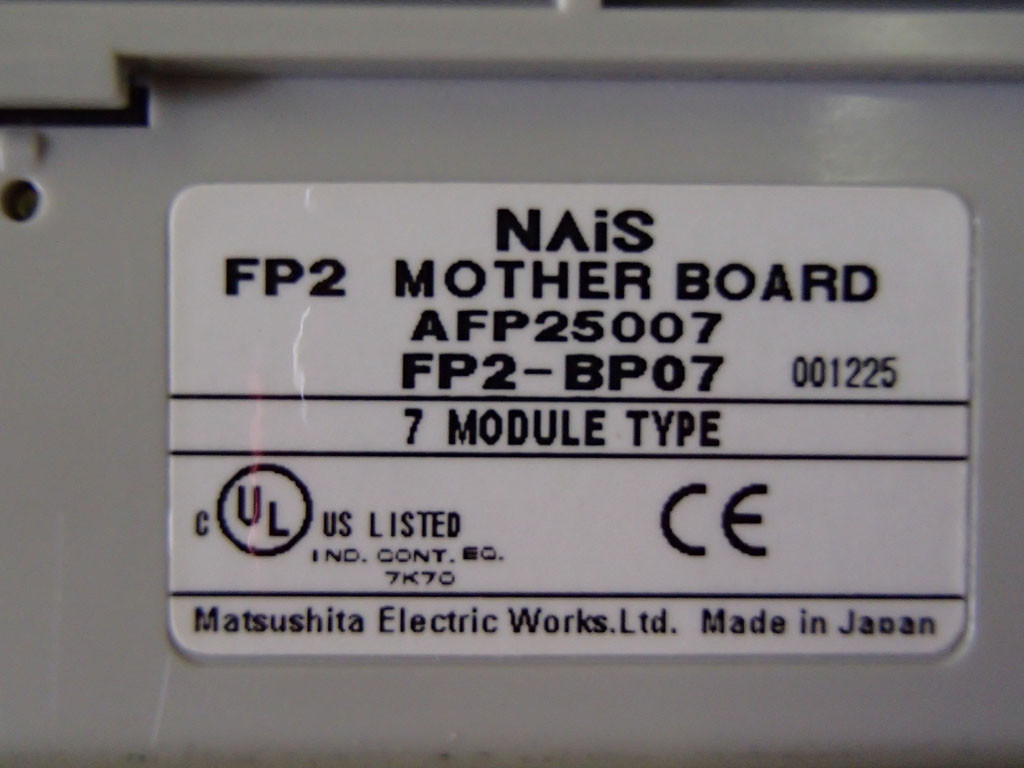 NAiS
FP2 MOTHER BOARD
AFP25007
FP2-BP07 001225
7 MODULE TYPE
C UL US LISTED CE
IND. CONT. EQ.
7K70
Matsushita Electric Works.Ltd. Made in Japan